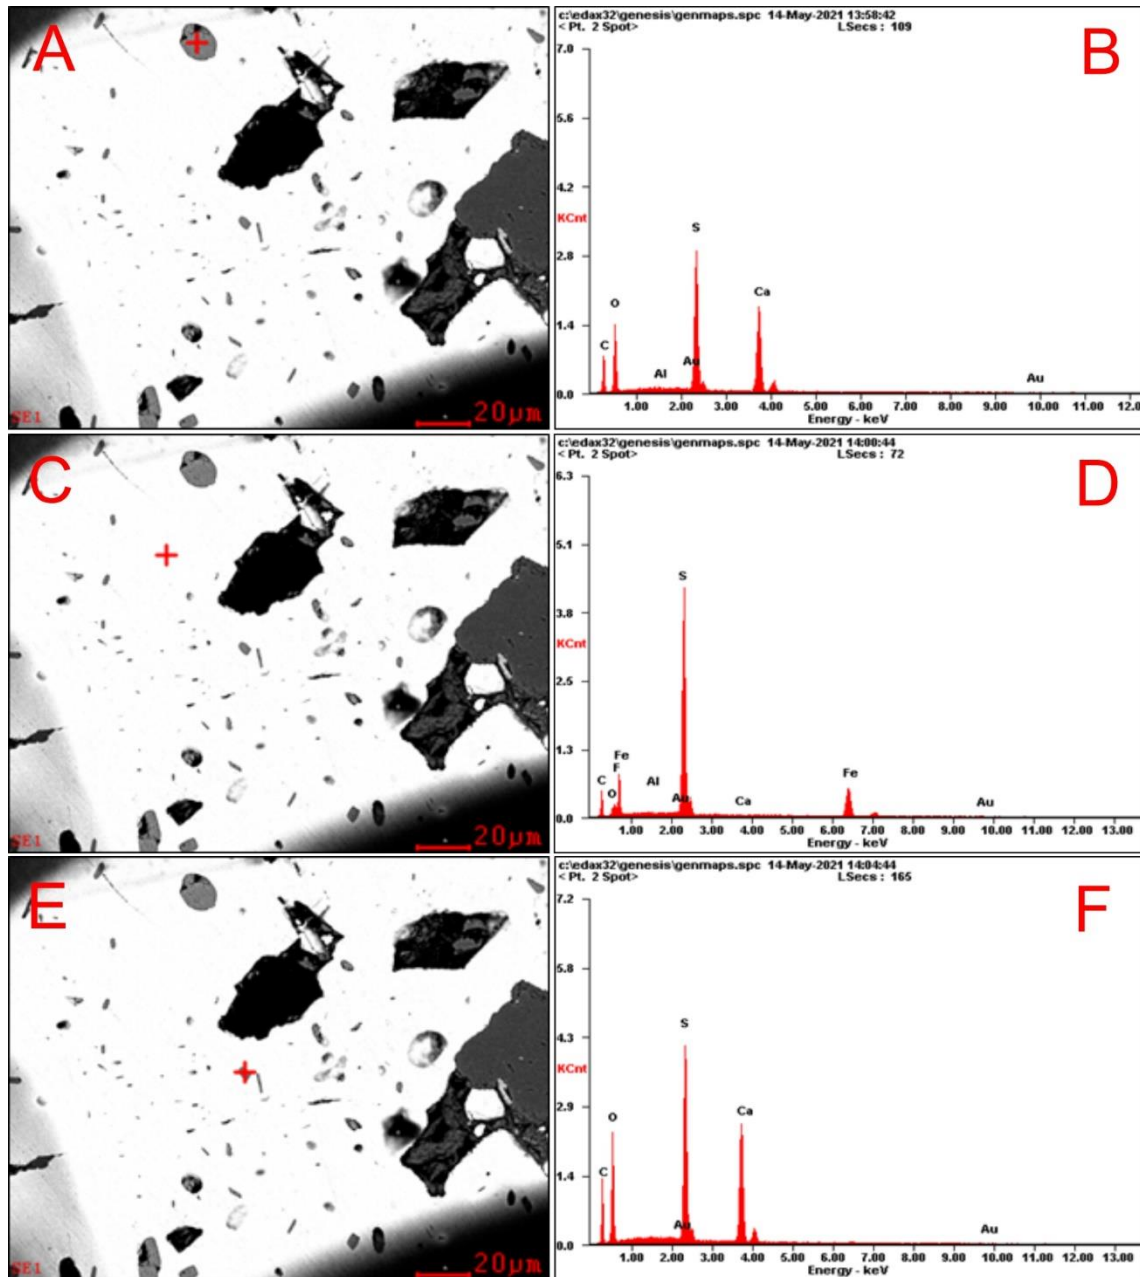 A
SE1
20µm
c:\edax32\genesis\genmaps.spc 14-May-2021 13:58:42
< Pt. 2 Spot> LSecs : 109
B
7.0
5.6
4.2
KCnt
2.8
1.4
0.0
C
O
Al
Au
S
Ca
Au
1.00 2.00 3.00 4.00 5.00 6.00 7.00 8.00 9.00 10.00 11.00 12.0
Energy - keV
C
SE1
20µm
c:\edax32\genesis\genmaps.spc 14-May-2021 14:00:44
< Pt. 2 Spot> LSecs : 72
D
6.3
5.1
3.8
KCnt
2.5
1.3
0.0
C
O
F
Fe
Al
Au
S
Ca
Fe
Au
1.00 2.00 3.00 4.00 5.00 6.00 7.00 8.00 9.00 10.00 11.00 12.00 13.00
Energy - keV
E
SE1
20µm
c:\edax32\genesis\genmaps.spc 14-May-2021 14:04:44
< Pt. 2 Spot> LSecs : 165
F
7.2
5.8
4.3
KCnt
2.9
1.4
0.0
C
O
Au
S
Ca
Au
1.00 2.00 3.00 4.00 5.00 6.00 7.00 8.00 9.00 10.00 11.00 12.00 13.00
Energy - keV